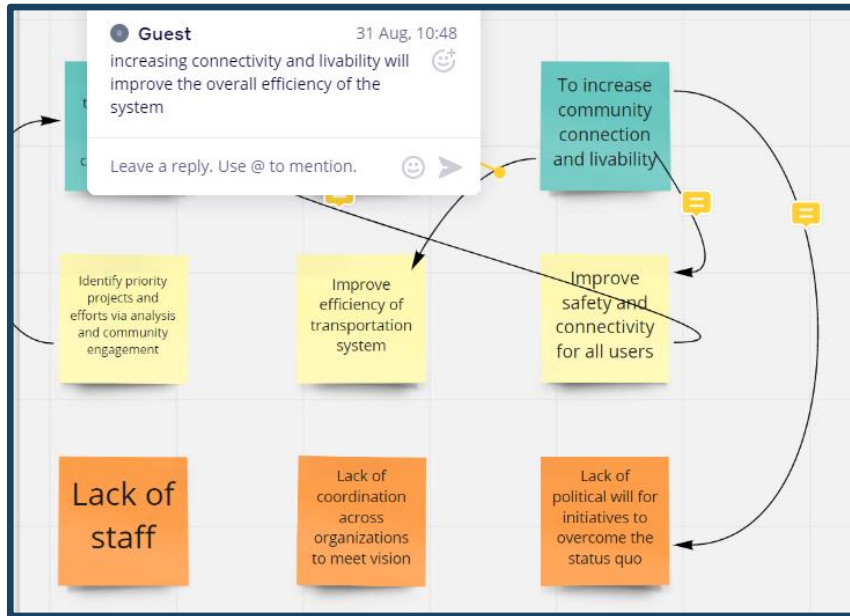 Guest 31 Aug, 10:48
increasing connectivity and livability will
improve the overall efficiency of the
system
Leave a reply. Use @ to mention.
To increase
community
connection
and livability
Identify priority
projects and
efforts via analysis
and community
engagement
Improve
efficiency of
transportation
system
Improve
safety and
connectivity
for all users
Lack of
staff
Lack of
coordination
across
organizations
to meet vision
Lack of
political will for
initiatives to
overcome the
status quo